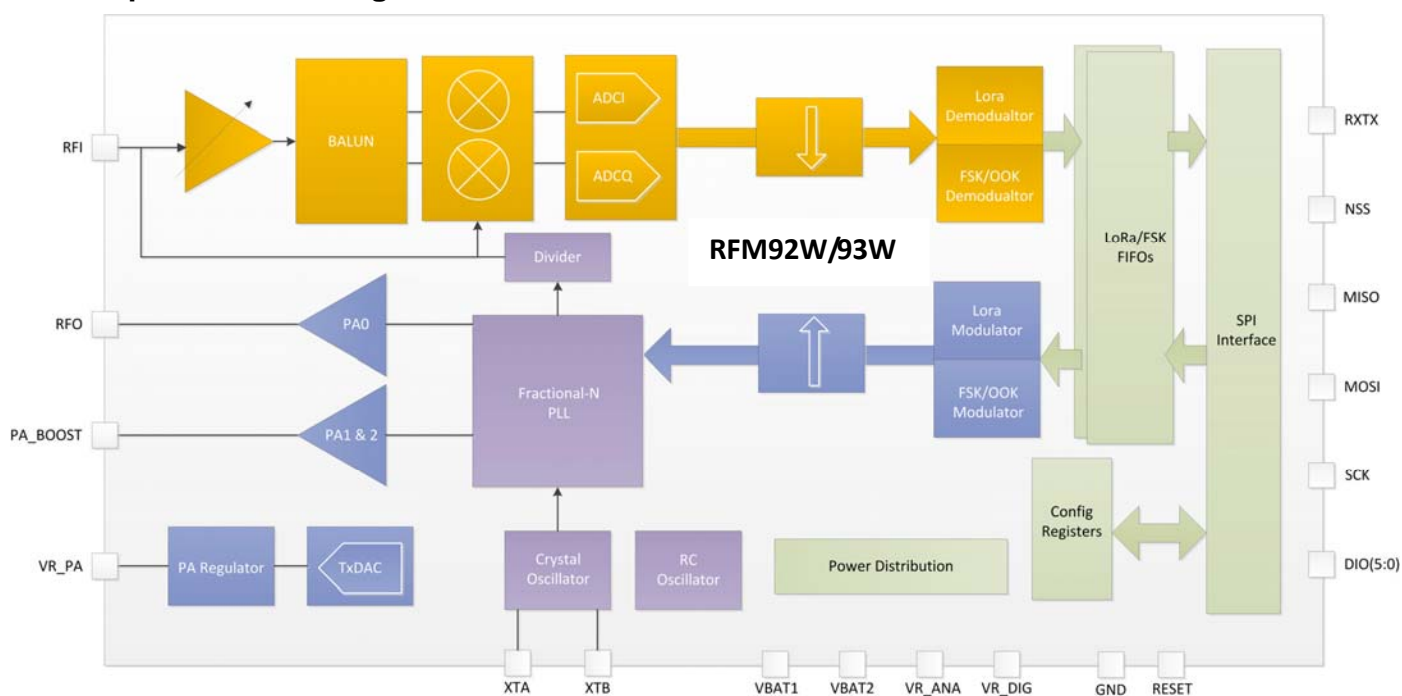 ADCI
Lora
Demodualtor
RXTX
RFI
BALUN
ADCQ
FSK/OOK
Demodualtor
NSS
LoRa/FSK
FIFOs
RFM92W/93W
Divider
MISO
RFO
PA0
Lora
Modulator
SPI
Interface
Fractional-N
PLL
MOSI
FSK/OOK
Modulator
PA_BOOST
PA1 & 2
SCK
Config
Registers
VR_PA
PA Regulator
TxDAC
Crystal
Oscillator
RC
Oscillator
Power Distribution
DIO(5:0)
XTA
XTB
VBAT1
VBAT2
VR_ANA
VR_DIG
GND
RESET